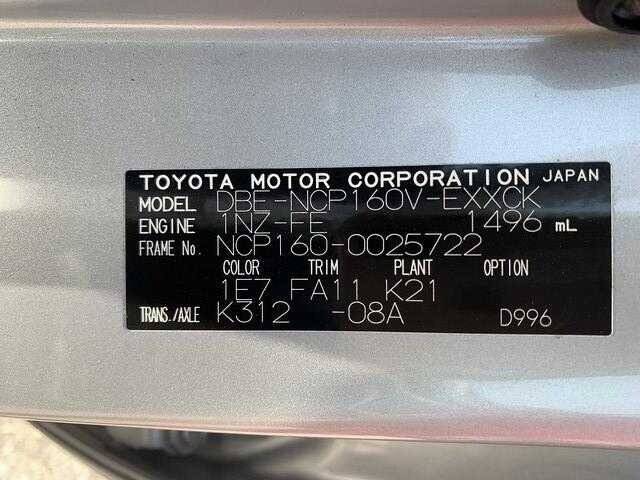 TOYOTA MOTOR CORPORATION JAPAN
MODEL DBE-NCP160V-EXXCK
ENGINE 1NZ-FE 1496 mL
FRAME No. NCP160-0025722
COLOR TRIM PLANT OPTION
1E7 FA11 K21
TRANS./AXLE K312 -08A D996